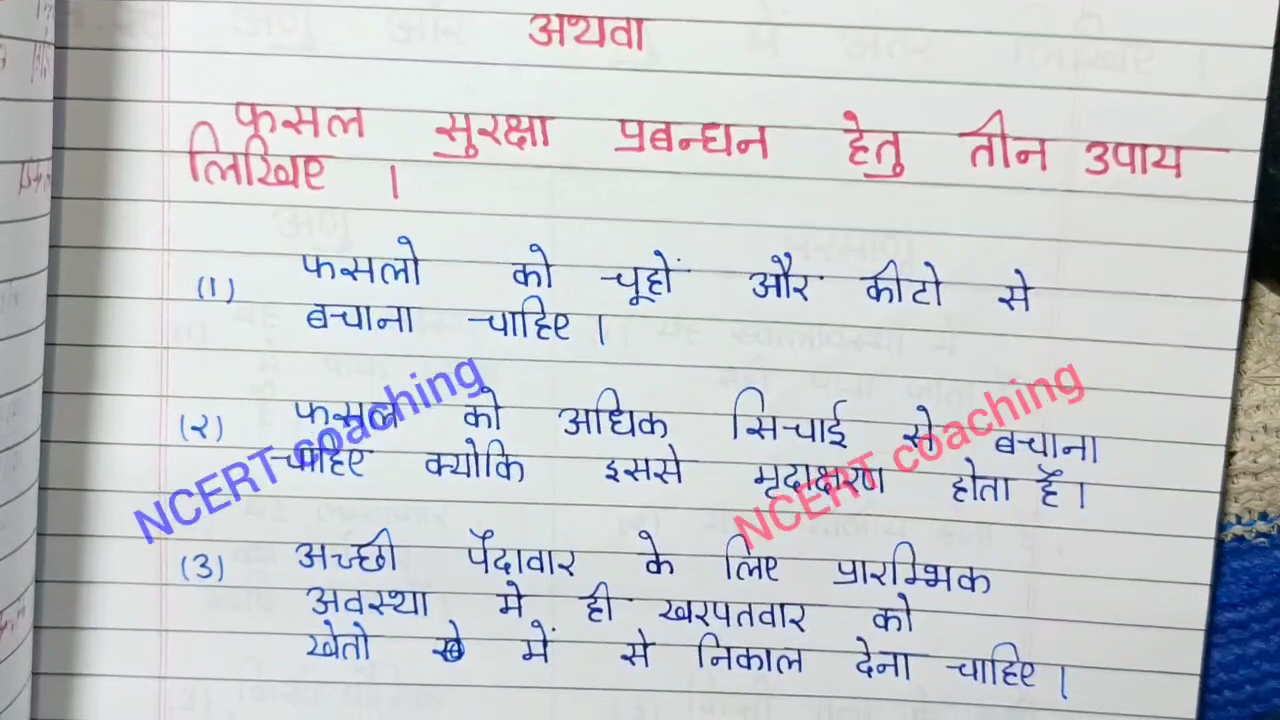 अथवा
फसल सुरक्षा प्रबन्धन हेतु तीन उपाय
लिखिए ।
(1) फसलो को चूहों और कीटो से
बचाना चाहिए ।
(२) फसल को अधिक सिचाई से बचाना
चाहिए क्योकि इससे मृदाक्षरण होता है ।
(3) अच्छी पैदावार के लिए प्रारम्भिक
अवस्था मे ही खरपतवार को
खेतो में से निकाल देना चाहिए ।
NCERT coaching
NCERT coaching